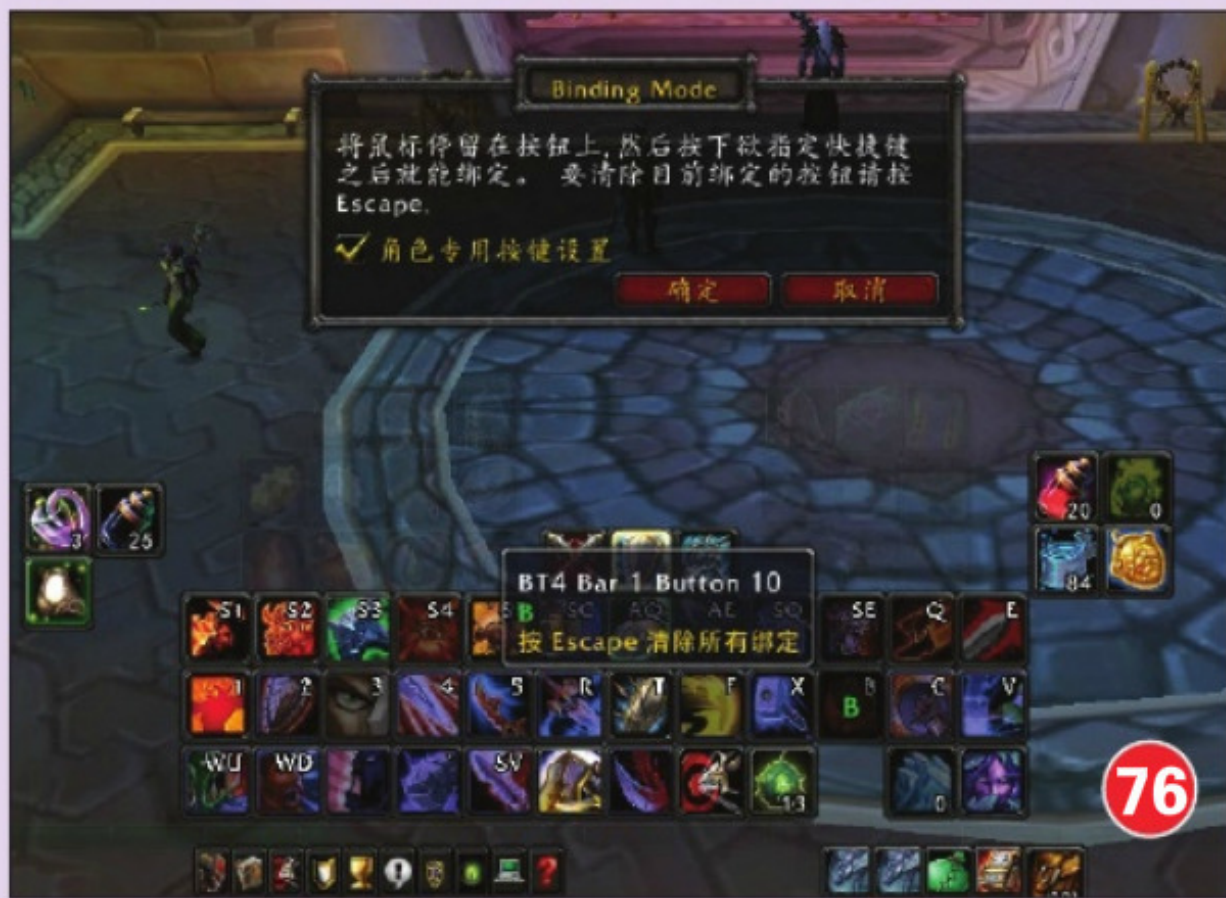 Binding Mode
将鼠标停留在按钮上,然后按下欲指定快捷键
之后就能绑定。 要清除目前绑定的按钮请按
Escape.
角色专用按键设置
确定 取消
3 25
20 0
84
BT4 Bar 1 Button 10
B
按 Escape 清除所有绑定
S1 S2 S3 S4 SC AQ AE SQ SE Q E
1 2 3 4 5 R T F X B C V
B
WU WD SV 13 0
76